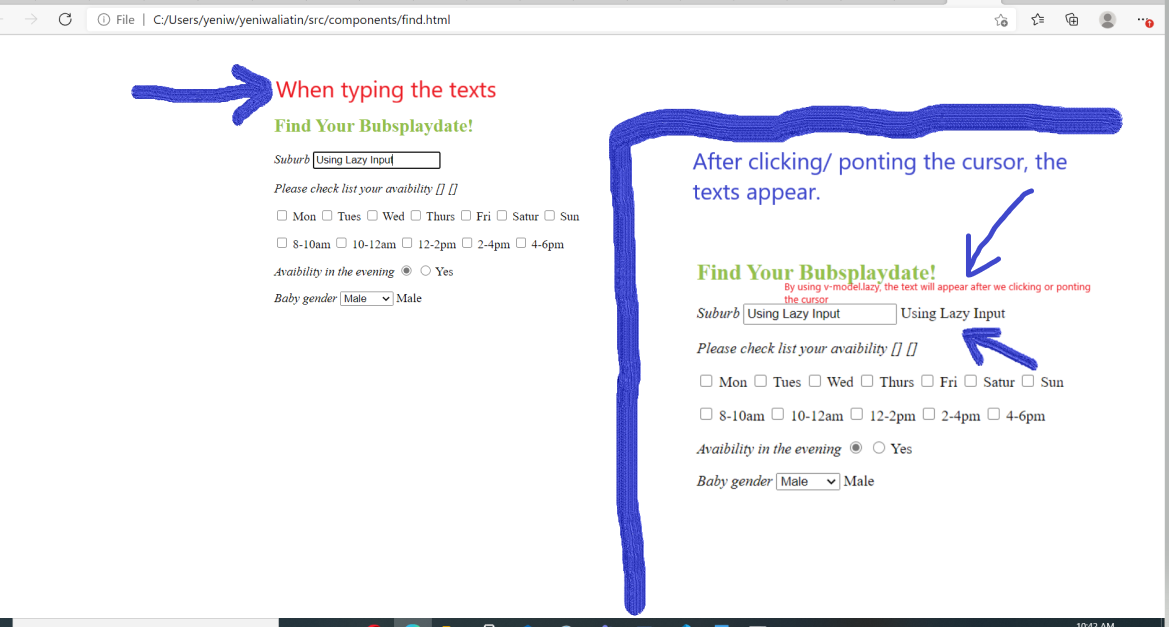 File | C:/Users/yeniw/yeniwaliatin/src/components/find.html
When typing the texts
Find Your Bubsplaydate!
Suburb Using Lazy Input
Please check list your avaibility [] []
Mon Tues Wed Thurs Fri Satur Sun
8-10am 10-12am 12-2pm 2-4pm 4-6pm
Avaibility in the evening Yes
Baby gender Male Male
After clicking/ ponting the cursor, the
texts appear.
Find Your Bubsplaydate!
By using v-model.lazy, the text will appear after we clicking or ponting
the cursor
Suburb Using Lazy Input Using Lazy Input
Please check list your avaibility [] []
Mon Tues Wed Thurs Fri Satur Sun
8-10am 10-12am 12-2pm 2-4pm 4-6pm
Avaibility in the evening Yes
Baby gender Male Male
10:42 AM